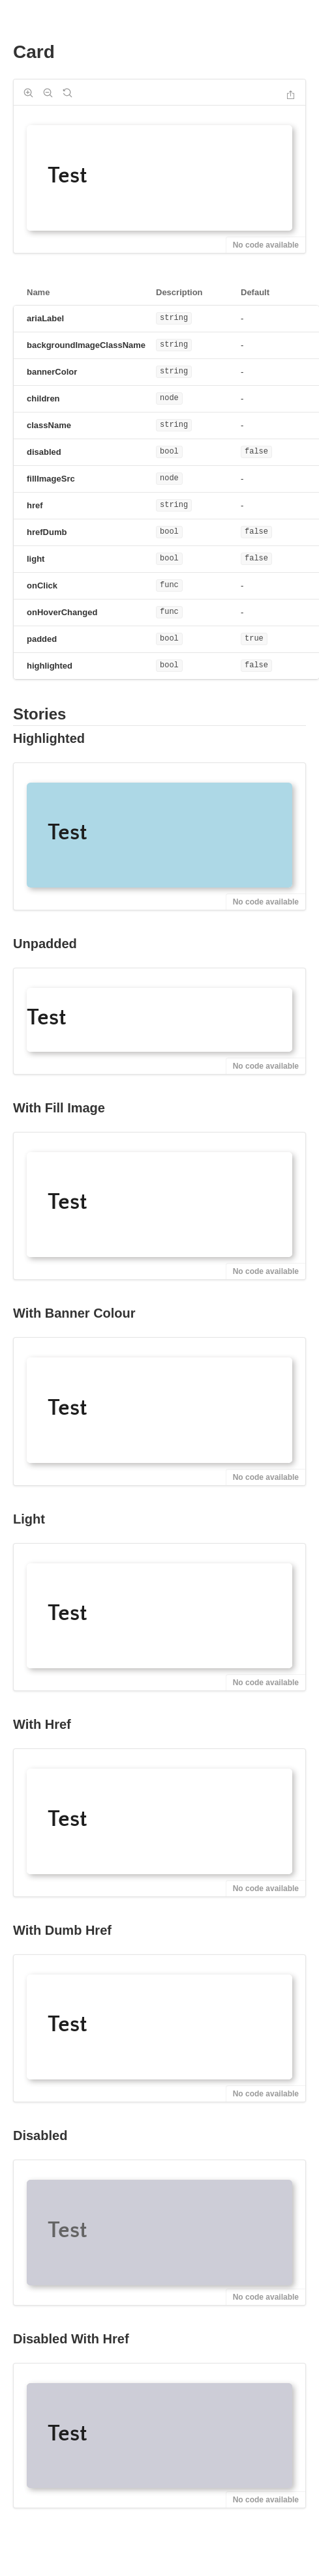 Card
Test
No code available
Name Description Default
ariaLabel string -
backgroundImageClassName string -
bannerColor string -
children node -
className string -
disabled bool false
fillImageSrc node -
href string -
hrefDumb bool false
light bool false
onClick func -
onHoverChanged func -
padded bool true
highlighted bool false
Stories
Highlighted
Test
No code available
Unpadded
Test
No code available
With Fill Image
Test
No code available
With Banner Colour
Test
No code available
Light
Test
No code available
With Href
Test
No code available
With Dumb Href
Test
No code available
Disabled
Test
No code available
Disabled With Href
Test
No code available